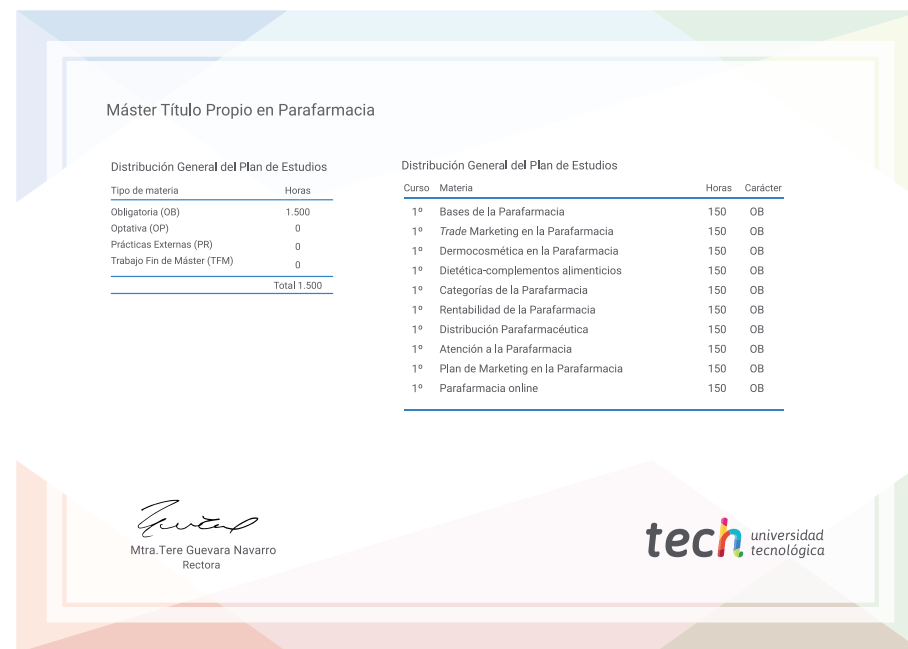 Máster Título Propio en Parafarmacia
Distribución General del Plan de Estudios
Tipo de materia Horas
Obligatoria (OB) 1.500
Optativa (OP) 0
Prácticas Externas (PR) 0
Trabajo Fin de Máster (TFM) 0
Total 1.500
Distribución General del Plan de Estudios
Curso Materia Horas Carácter
1º Bases de la Parafarmacia 150 OB
1º Trade Marketing en la Parafarmacia 150 OB
1º Dermocosmética en la Parafarmacia 150 OB
1º Dietética-complementos alimenticios 150 OB
1º Categorías de la Parafarmacia 150 OB
1º Rentabilidad de la Parafarmacia 150 OB
1º Distribución Parafarmacéutica 150 OB
1º Atención a la Parafarmacia 150 OB
1º Plan de Marketing en la Parafarmacia 150 OB
1º Parafarmacia online 150 OB
Mtra.Tere Guevara Navarro
Rectora
tech universidad
tecnológica